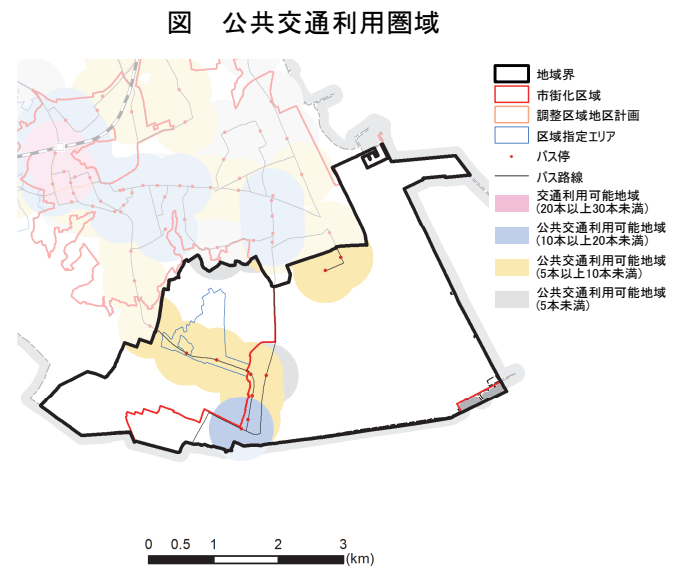 図　公共交通利用圏域
地域界
市街化区域
調整区域地区計画
区域指定エリア
バス停
バス路線
交通利用可能地域
(20本以上30本未満)
公共交通利用可能地域
(10本以上20本未満)
公共交通利用可能地域
(5本以上10本未満)
公共交通利用可能地域
(5本未満)
0 0.5 1 2 3
(km)